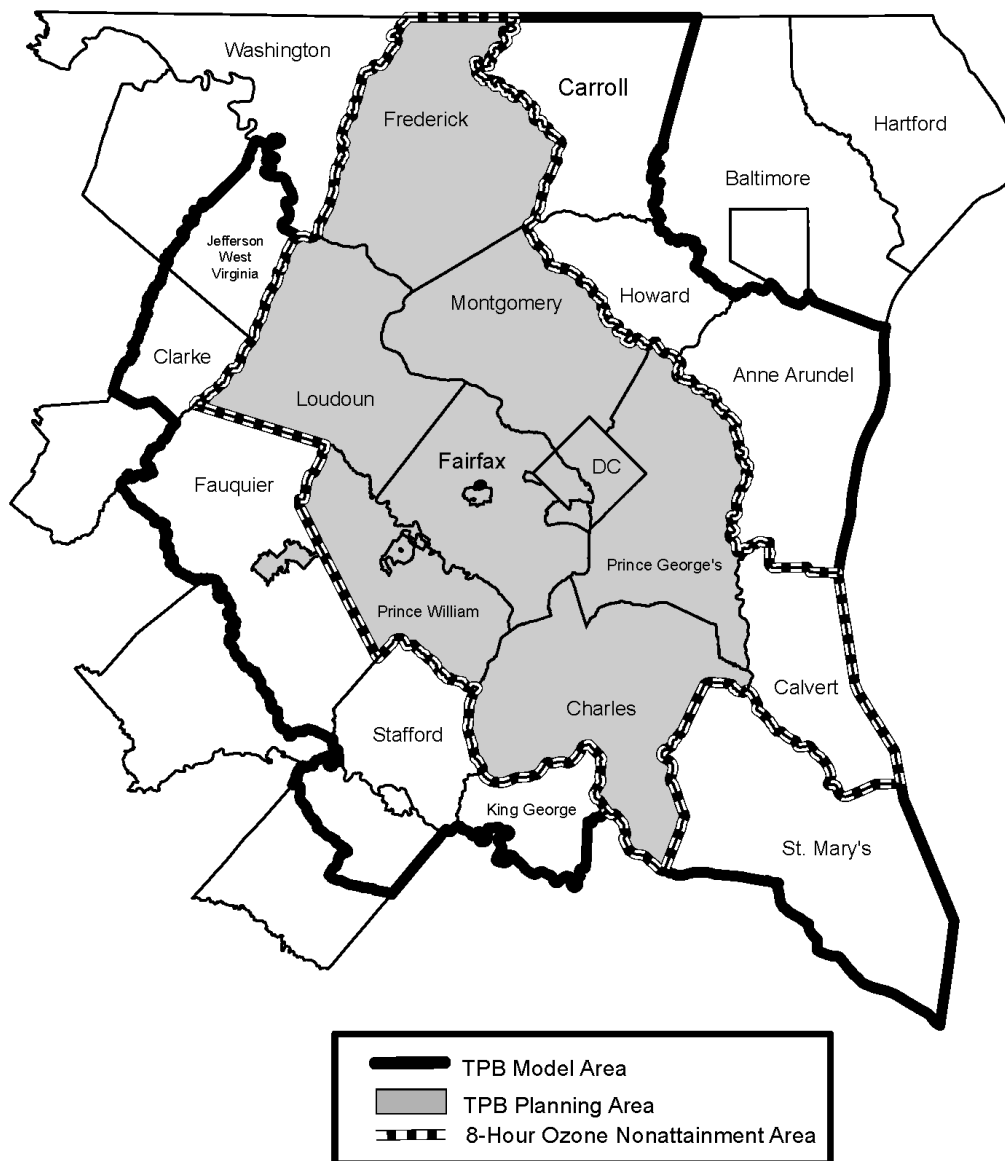 Washington
Carroll
Frederick
Hartford
Baltimore
Jefferson
West
Virginia
Montgomery
Howard
Clarke
Anne Arundel
Loudoun
Fairfax
DC
Fauquier
Prince George's
Prince William
Calvert
Charles
Stafford
King George
St. Mary's
TPB Model Area
TPB Planning Area
8-Hour Ozone Nonattainment Area